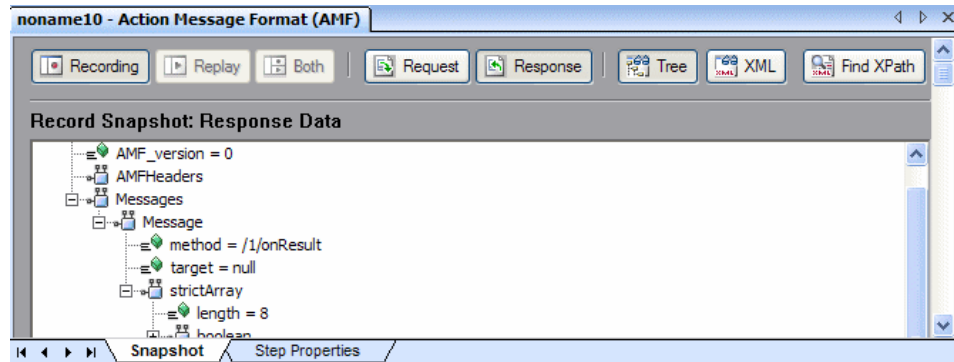 noname10 - Action Message Format (AMF)
Recording Replay Both Request Response Tree XML Find XPath
Record Snapshot: Response Data
AMF_version = 0
AMFHeaders
Messages
Message
method = /1/onResult
target = null
strictArray
length = 8
boolean
Snapshot Step Properties